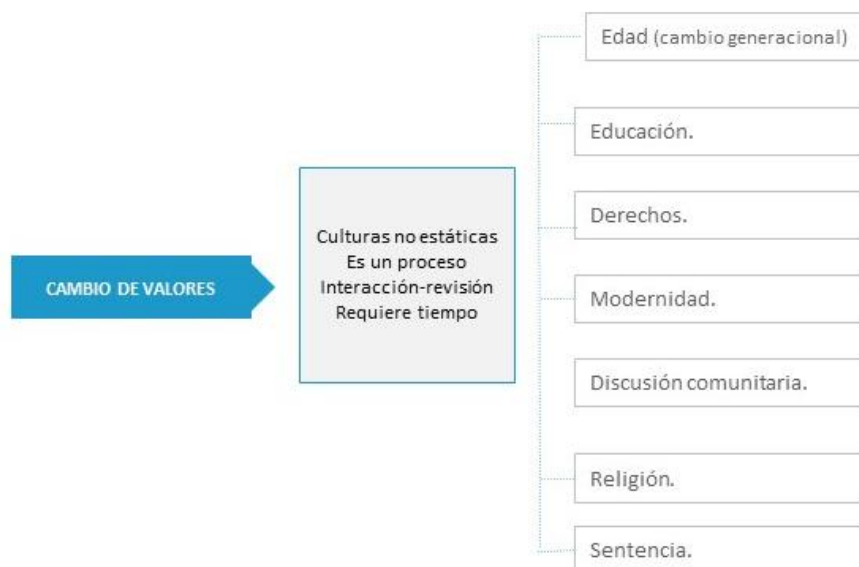 CAMBIO DE VALORES
Culturas no estáticas
Es un proceso
Interacción-revisión
Requiere tiempo
Edad (cambio generacional)
Educación.
Derechos.
Modernidad.
Discusión comunitaria.
Religión.
Sentencia.